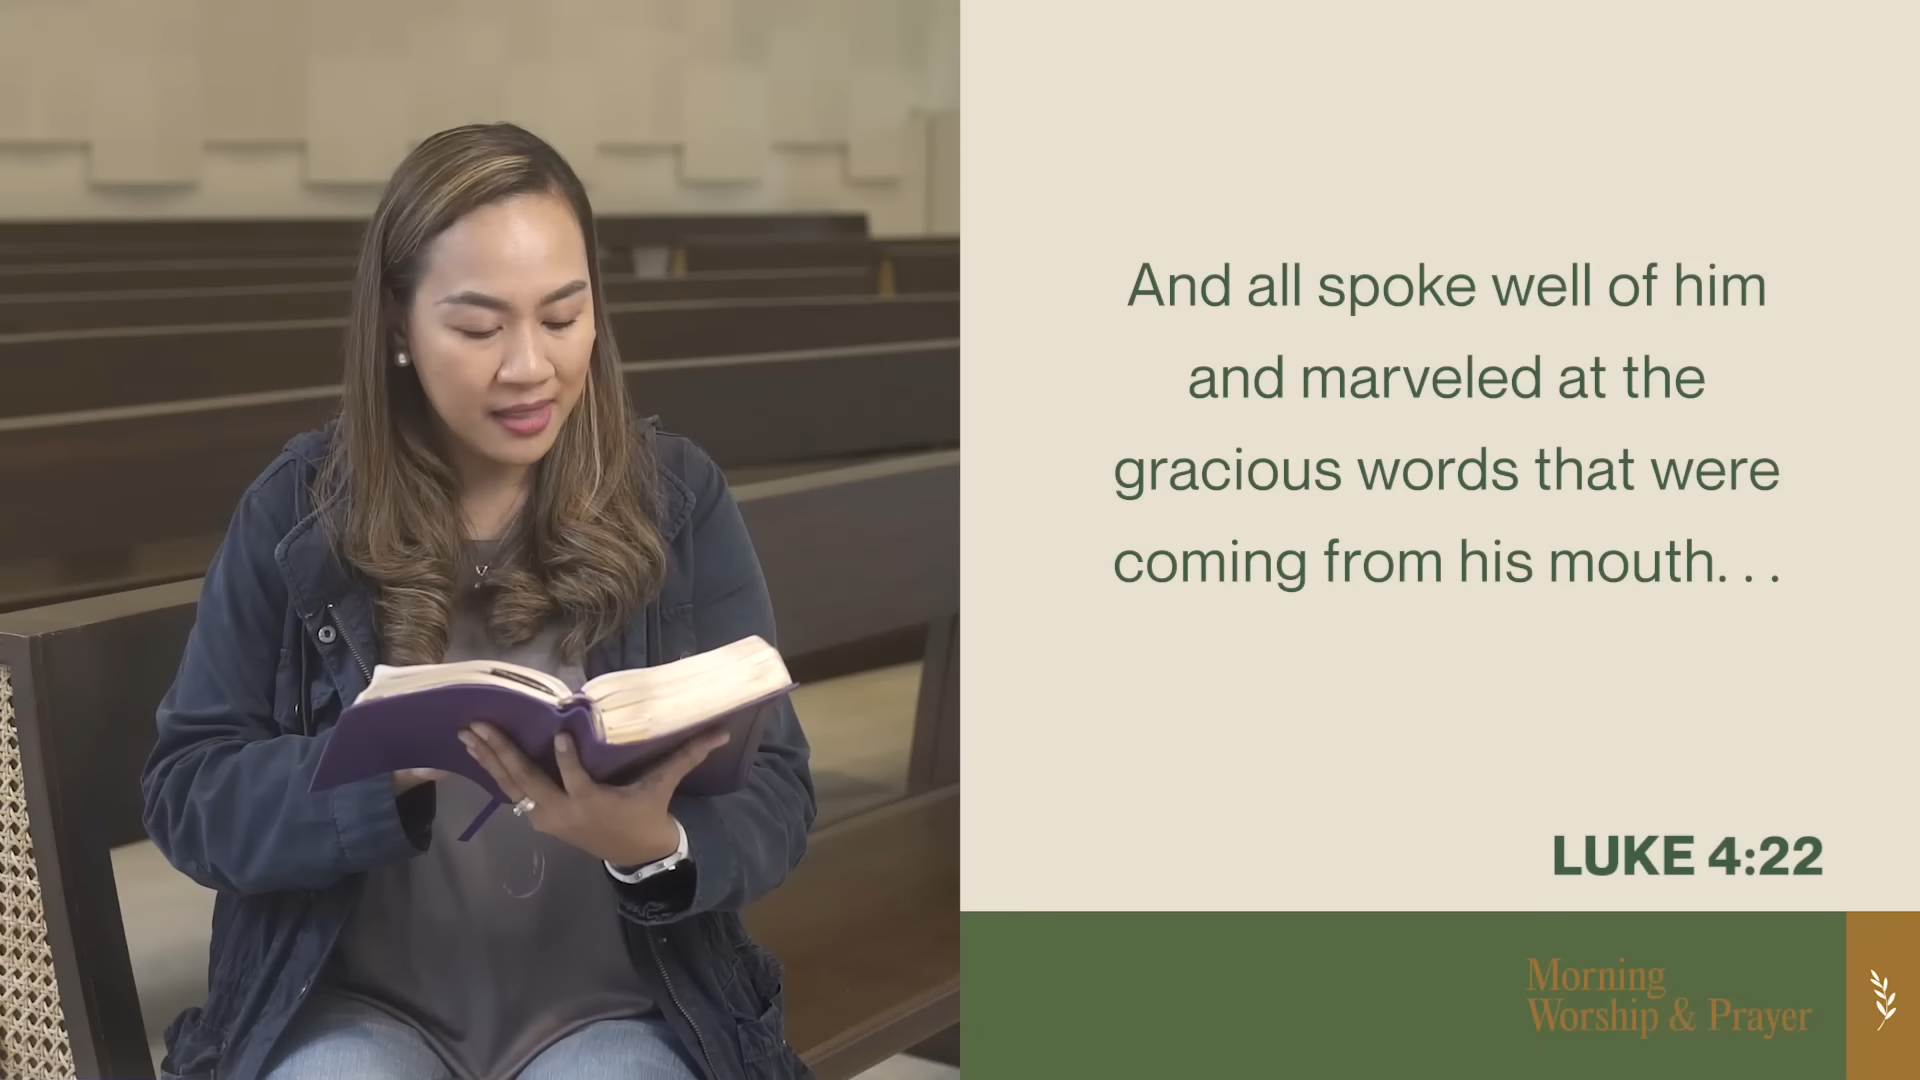 And all spoke well of him
and marveled at the
gracious words that were
coming from his mouth. . .
LUKE 4:22
Morning
Worship & Prayer